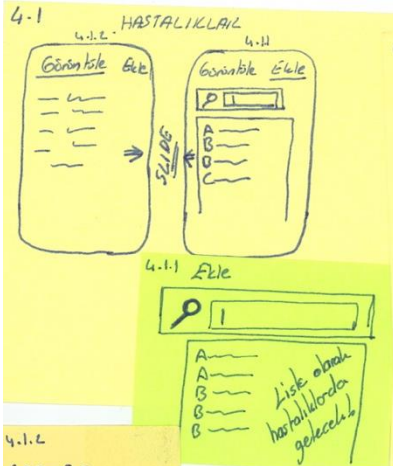 4.1
HASTALIKLAR
4.1.2
Görüntüle Ekle
SLIDE
4.1.1
Görüntüle Ekle
A
B
B
C
4.1.1 Ekle
A
A
B
B
B
Liste olarak
hastalıklarda
gelecek!
4.1.2